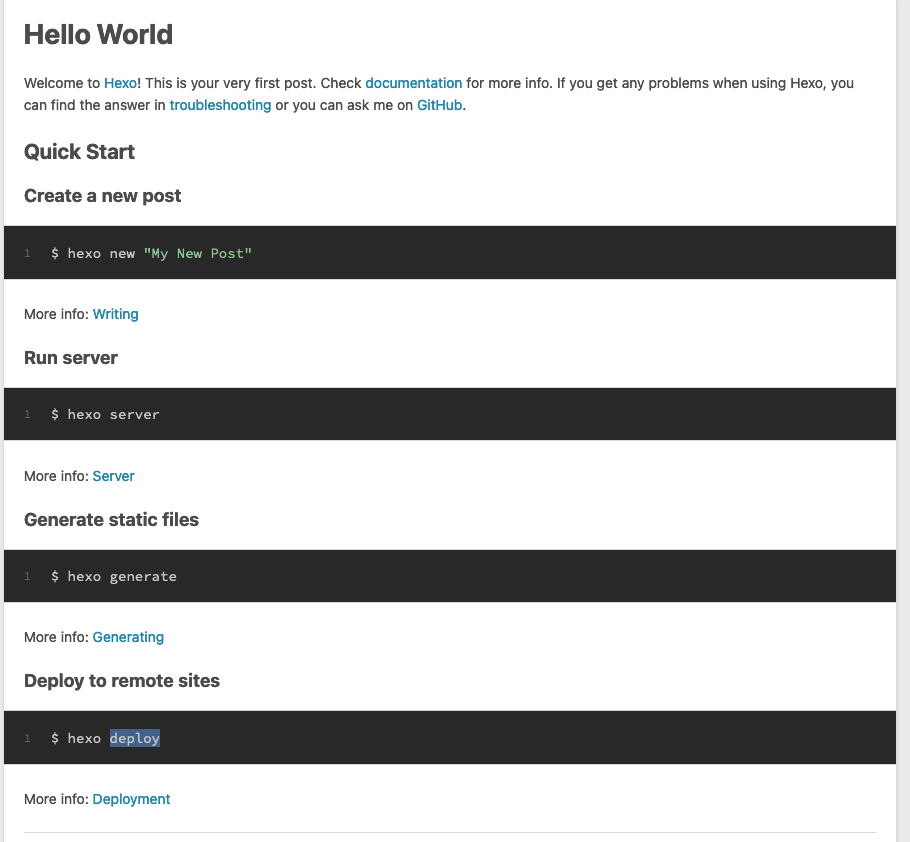 Hello World
Welcome to Hexo! This is your very first post. Check documentation for more info. If you get any problems when using Hexo, you
can find the answer in troubleshooting or you can ask me on GitHub.
Quick Start
Create a new post
1 $ hexo new "My New Post"
More info: Writing
Run server
1 $ hexo server
More info: Server
Generate static files
1 $ hexo generate
More info: Generating
Deploy to remote sites
1 $ hexo deploy
More info: Deployment